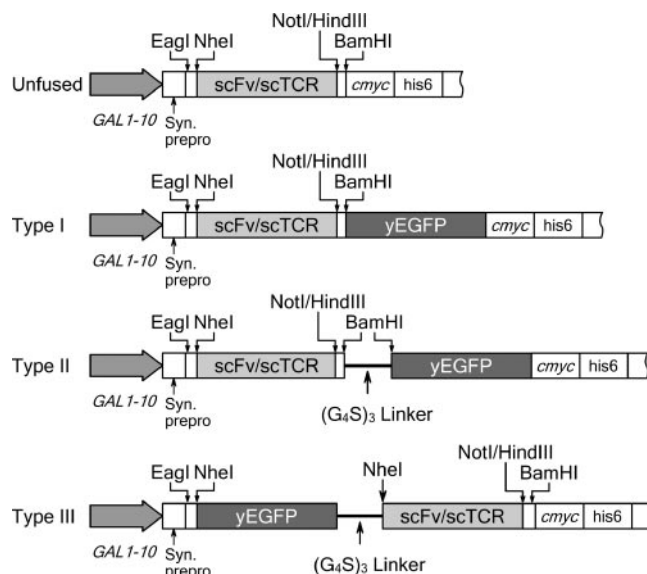 NotI/HindIII
EagI NheI BamHI
Unfused scFv/scTCR cmyc his6
GAL1-10 Syn. prepro
NotI/HindIII
EagI NheI BamHI
Type I scFv/scTCR yEGFP cmyc his6
GAL1-10 Syn. prepro
NotI/HindIII
EagI NheI BamHI
Type II scFv/scTCR yEGFP cmyc his6
GAL1-10 Syn. prepro
(G₄S)₃ Linker
NotI/HindIII
EagI NheI NheI BamHI
Type III yEGFP scFv/scTCR cmyc his6
GAL1-10 Syn. prepro
(G₄S)₃ Linker